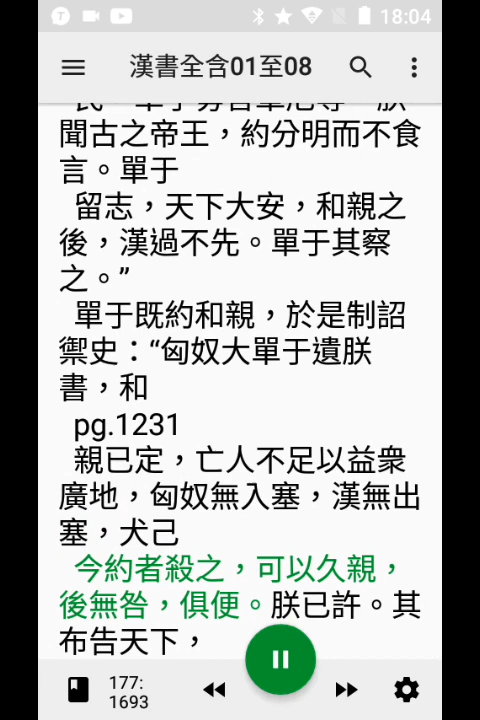 18:04
漢書全含01至08
聞古之帝王，約分明而不食
言。單于
留志，天下大安，和親之
後，漢過不先。單于其察
之。”
單于既約和親，於是制詔
禦史：“匈奴大單于遺朕
書，和
pg.1231
親已定，亡人不足以益衆
廣地，匈奴無入塞，漢無出
塞，犬己
今約者殺之，可以久親，
後無咎，俱便。朕已許。其
布告天下，
177:
1693